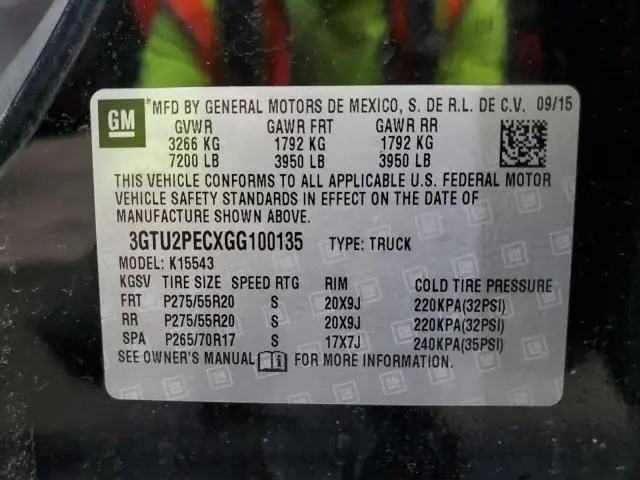 GM *MFD BY GENERAL MOTORS DE MEXICO, S. DE R.L. DE C.V. 09/15
GVWR GAWR FRT GAWR RR
3266 KG 1792 KG 1792 KG
7200 LB 3950 LB 3950 LB
THIS VEHICLE CONFORMS TO ALL APPLICABLE U.S. FEDERAL MOTOR
VEHICLE SAFETY STANDARDS IN EFFECT ON THE DATE OF
MANUFACTURE SHOWN ABOVE.
3GTU2PECXGG100135 TYPE: TRUCK
MODEL: K15543
KGSV TIRE SIZE SPEED RTG RIM COLD TIRE PRESSURE
FRT P275/55R20 S 20X9J 220KPA(32PSI)
RR P275/55R20 S 20X9J 220KPA(32PSI)
SPA P265/70R17 S 17X7J 240KPA(35PSI)
SEE OWNER'S MANUAL i FOR MORE INFORMATION.